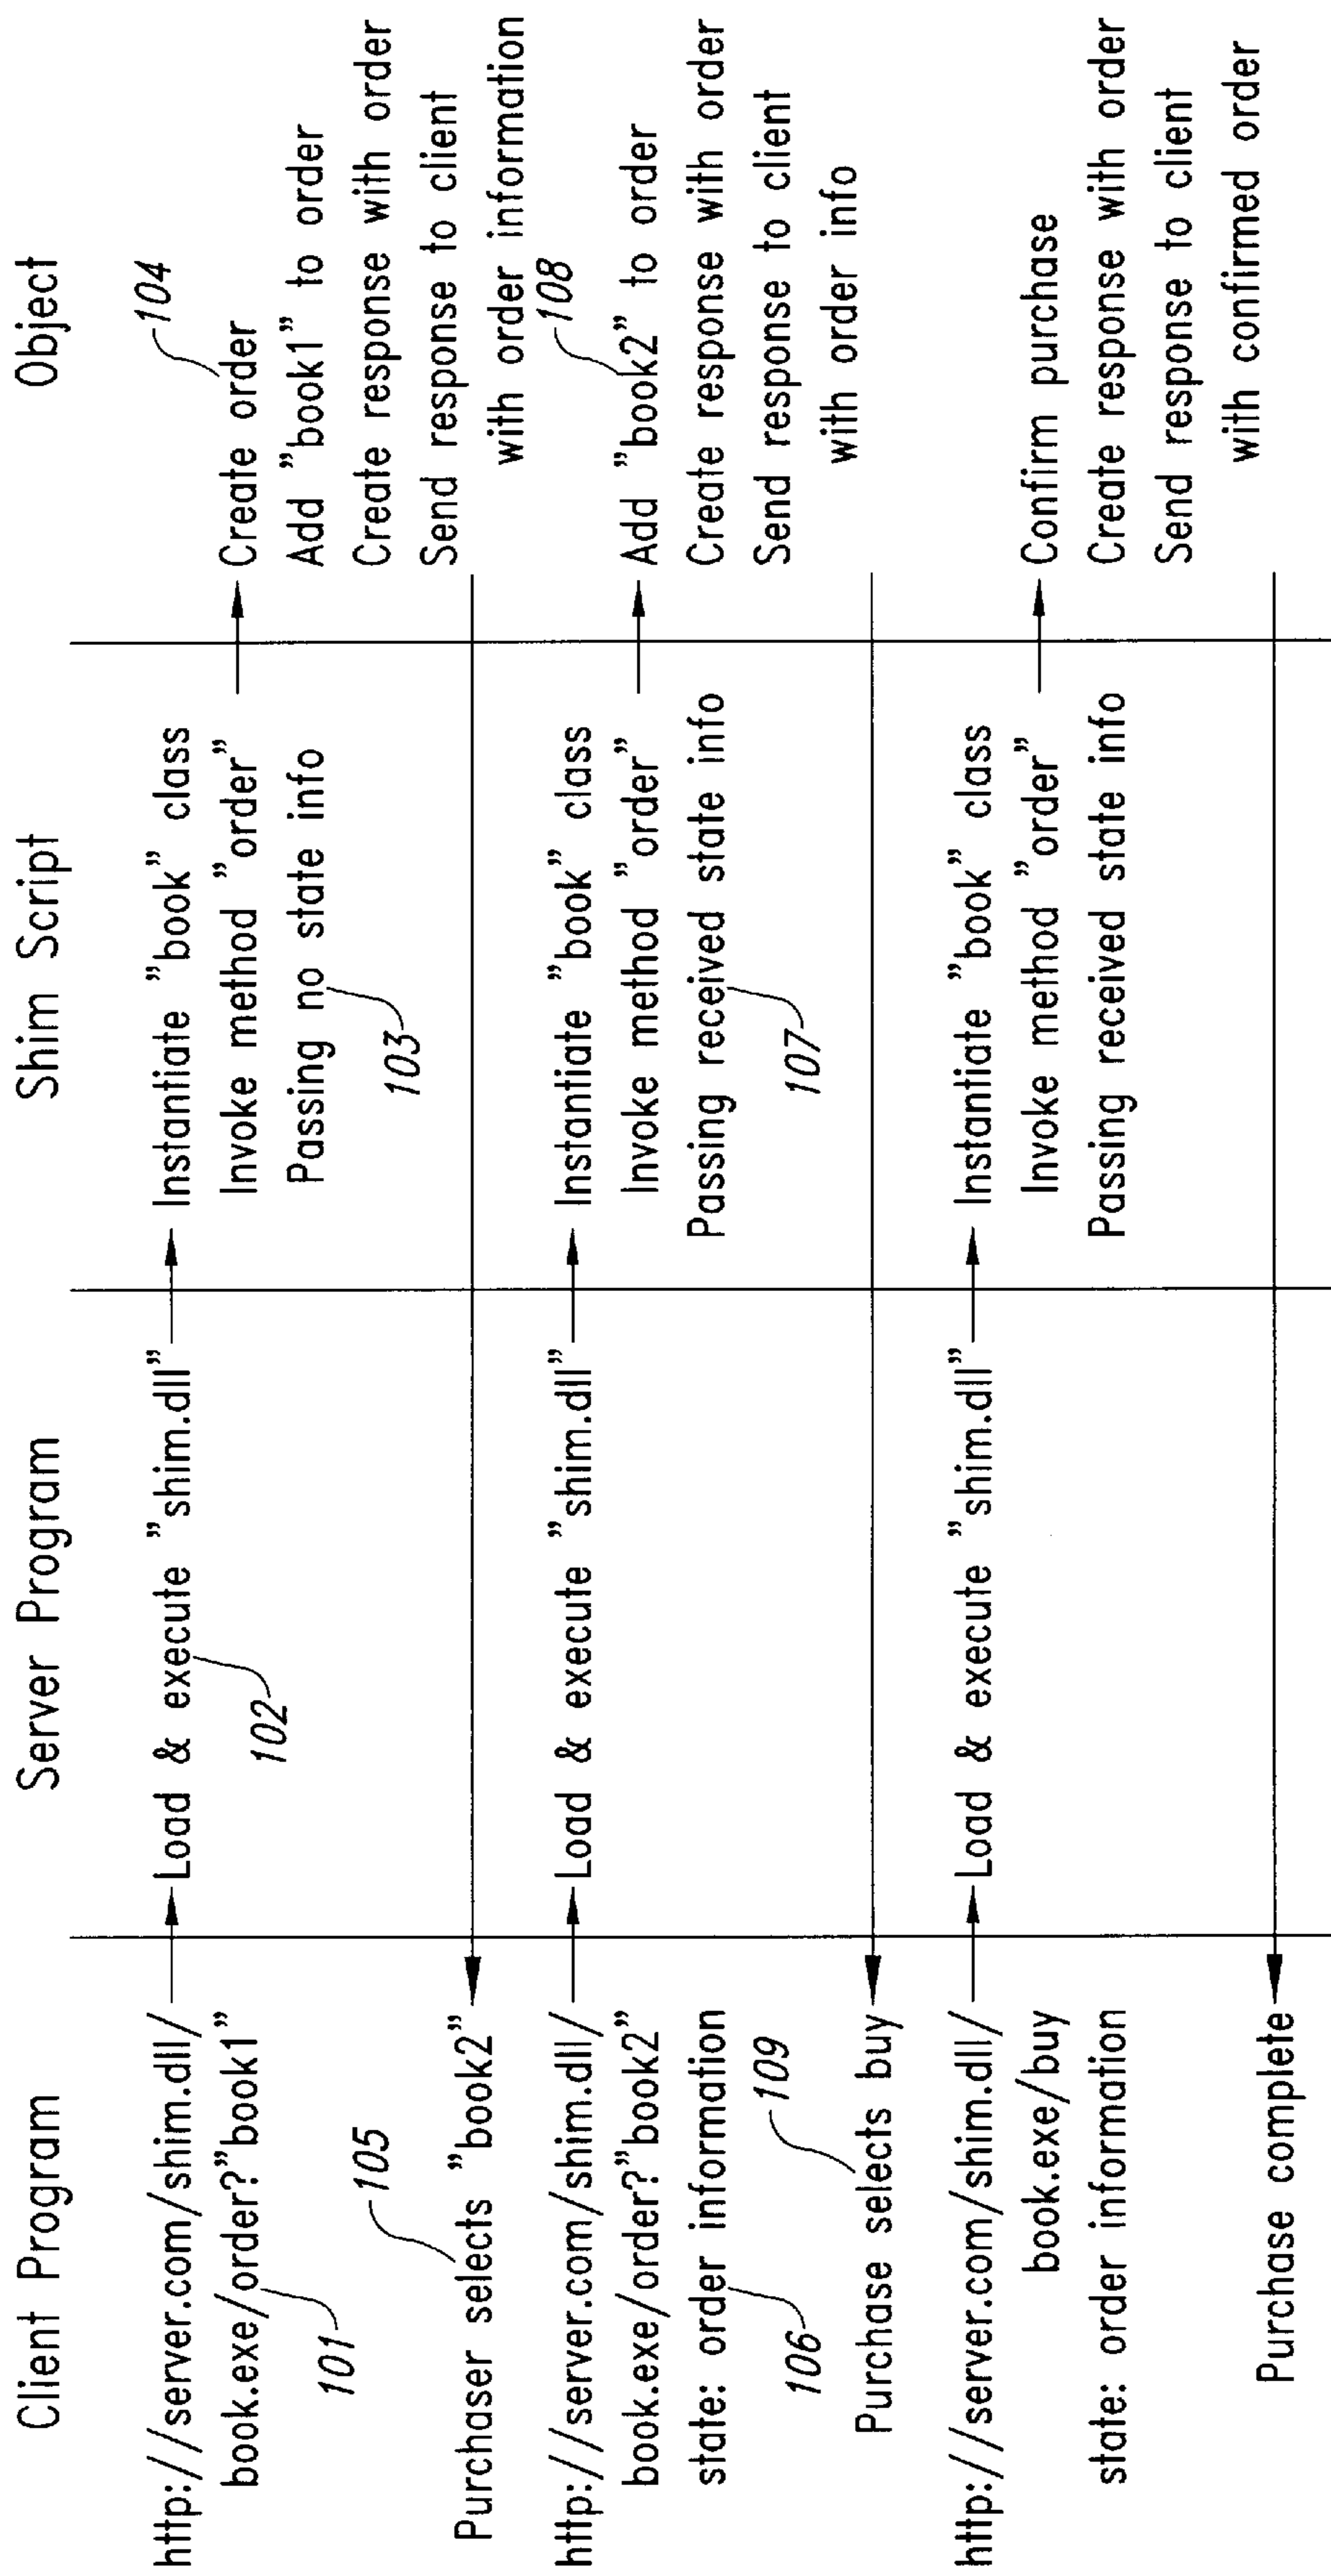 Client Program
Server Program
Shim Script
Object
http://server.com/shim.dll/
book.exe/order?"book1"
101
Load & execute "shim.dll"
102
Instantiate "book" class
Invoke method "order"
Passing no state info
103
104
Create order
Add "book1" to order
Create response with order
Send response to client
with order information
105
Purchaser selects "book2"
http://server.com/shim.dll/
book.exe/order?"book2"
state: order information
106
Load & execute "shim.dll"
Instantiate "book" class
Invoke method "order"
Passing received state info
107
108
Add "book2" to order
Create response with order
Send response to client
with order info
109
Purchase selects buy
http://server.com/shim.dll/
book.exe/buy
state: order information
Load & execute "shim.dll"
Instantiate "book" class
Invoke method "order"
Passing received state info
Confirm purchase
Create response with order
Send response to client
with confirmed order
Purchase complete